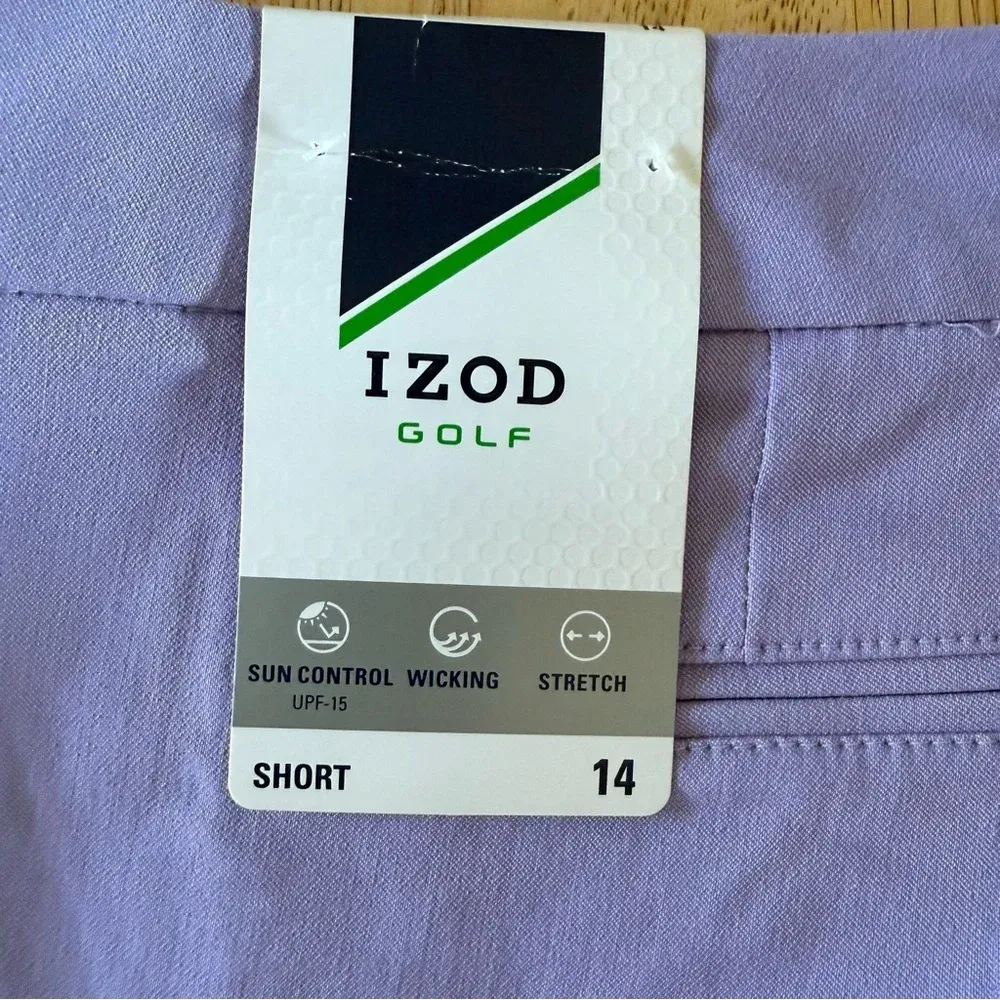 IZOD
GOLF
SUN CONTROL WICKING STRETCH
UPF-15
SHORT 14